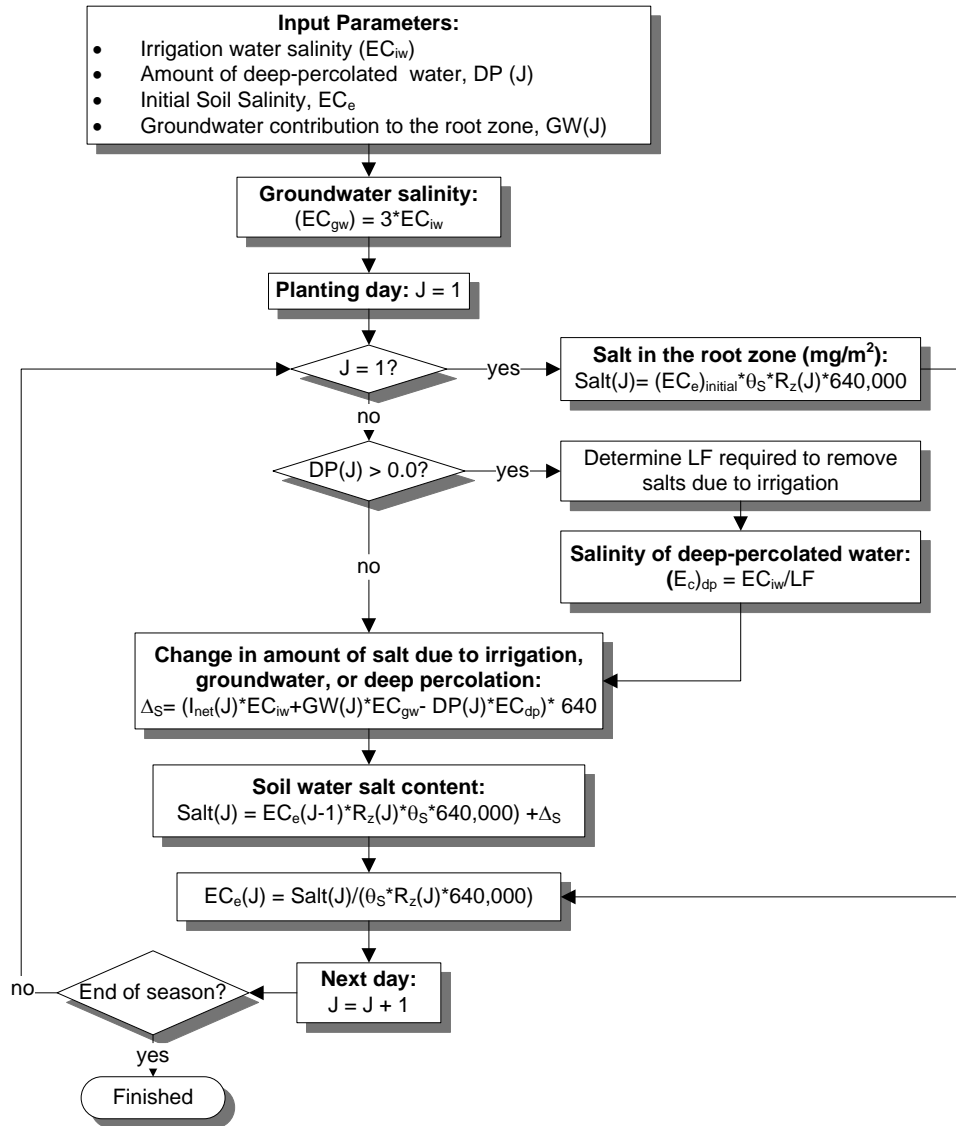 Input Parameters:
• Irrigation water salinity (ECiw)
• Amount of deep-percolated water, DP (J)
• Initial Soil Salinity, ECe
• Groundwater contribution to the root zone, GW(J)
Groundwater salinity:
(ECgw) = 3*ECiw
Planting day: J = 1
J = 1?
yes
Salt in the root zone (mg/m²):
Salt(J)= (ECe)initial*θS*Rz(J)*640,000
no
DP(J) > 0.0?
yes
Determine LF required to remove
salts due to irrigation
Salinity of deep-percolated water:
(Ec)dp = ECiw/LF
no
Change in amount of salt due to irrigation,
groundwater, or deep percolation:
ΔS= (Inet(J)*ECiw+GW(J)*ECgw- DP(J)*ECdp)* 640
Soil water salt content:
Salt(J) = ECe(J-1)*Rz(J)*θS*640,000) +ΔS
ECe(J) = Salt(J)/(θS*Rz(J)*640,000)
Next day:
J = J + 1
End of season?
no
yes
Finished